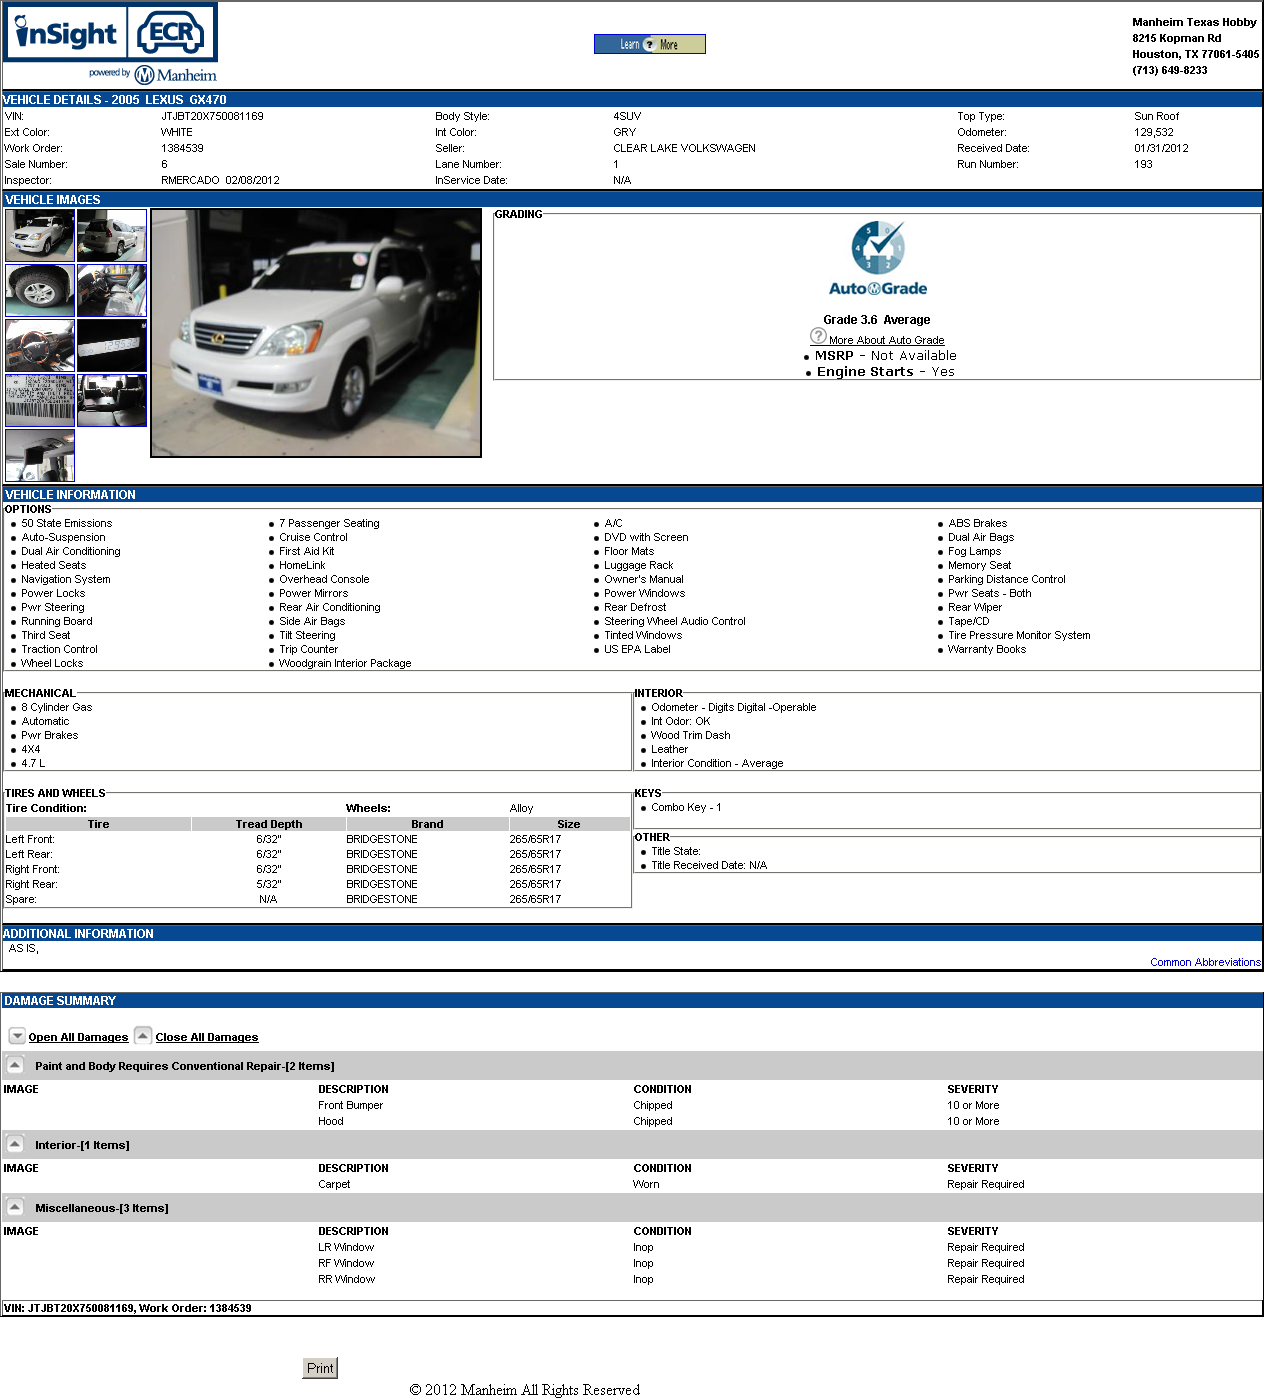 inSight ECR
powered by Manheim
Learn ? More
Manheim Texas Hobby
8215 Kopman Rd
Houston, TX 77061-5405
(713) 649-8233
VEHICLE DETAILS - 2005 LEXUS GX470
VIN: JTJBT20X750081169 Body Style: 4SUV Top Type: Sun Roof
Ext Color: WHITE Int Color: GRY Odometer: 129,532
Work Order: 1384539 Seller: CLEAR LAKE VOLKSWAGEN Received Date: 01/31/2012
Sale Number: 6 Lane Number: 1 Run Number: 193
Inspector: RMERCADO 02/08/2012 InService Date: N/A
VEHICLE IMAGES
GRADING
5 0
4 1
3 2
AutoGrade
Grade 3.6 Average
? More About Auto Grade
• MSRP - Not Available
• Engine Starts - Yes
129532
VEHICLE INFORMATION
OPTIONS
• 50 State Emissions • 7 Passenger Seating • A/C • ABS Brakes
• Auto-Suspension • Cruise Control • DVD with Screen • Dual Air Bags
• Dual Air Conditioning • First Aid Kit • Floor Mats • Fog Lamps
• Heated Seats • HomeLink • Luggage Rack • Memory Seat
• Navigation System • Overhead Console • Owner's Manual • Parking Distance Control
• Power Locks • Power Mirrors • Power Windows • Pwr Seats - Both
• Pwr Steering • Rear Air Conditioning • Rear Defrost • Rear Wiper
• Running Board • Side Air Bags • Steering Wheel Audio Control • Tape/CD
• Third Seat • Tilt Steering • Tinted Windows • Tire Pressure Monitor System
• Traction Control • Trip Counter • US EPA Label • Warranty Books
• Wheel Locks • Woodgrain Interior Package
MECHANICAL
• 8 Cylinder Gas
• Automatic
• Pwr Brakes
• 4X4
• 4.7 L
INTERIOR
• Odometer - Digits Digital -Operable
• Int Odor: OK
• Wood Trim Dash
• Leather
• Interior Condition - Average
TIRES AND WHEELS
Tire Condition: Wheels: Alloy
Tire Tread Depth Brand Size
Left Front: 6/32" BRIDGESTONE 265/65R17
Left Rear: 6/32" BRIDGESTONE 265/65R17
Right Front: 6/32" BRIDGESTONE 265/65R17
Right Rear: 5/32" BRIDGESTONE 265/65R17
Spare: N/A BRIDGESTONE 265/65R17
KEYS
• Combo Key - 1
OTHER
• Title State:
• Title Received Date: N/A
ADDITIONAL INFORMATION
AS IS,
Common Abbreviations
DAMAGE SUMMARY
Open All Damages Close All Damages
Paint and Body Requires Conventional Repair-[2 Items]
IMAGE DESCRIPTION CONDITION SEVERITY
Front Bumper Chipped 10 or More
Hood Chipped 10 or More
Interior-[1 Items]
IMAGE DESCRIPTION CONDITION SEVERITY
Carpet Worn Repair Required
Miscellaneous-[3 Items]
IMAGE DESCRIPTION CONDITION SEVERITY
LR Window Inop Repair Required
RF Window Inop Repair Required
RR Window Inop Repair Required
VIN: JTJBT20X750081169, Work Order: 1384539
Print
© 2012 Manheim All Rights Reserved